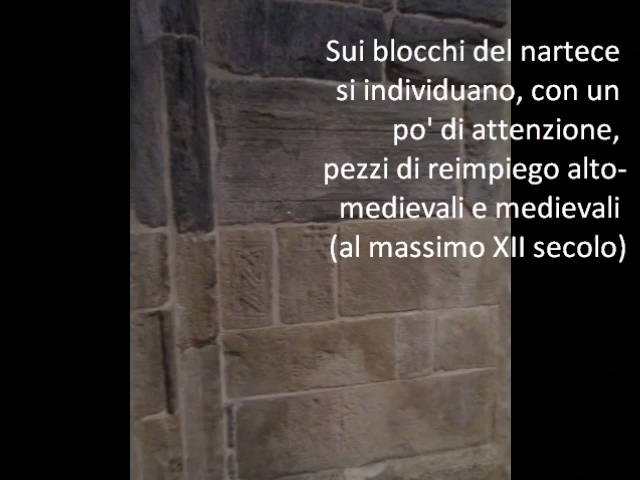 Sui blocchi del nartece
si individuano, con un
po' di attenzione,
pezzi di reimpiego alto-
medievali e medievali
(al massimo XII secolo)